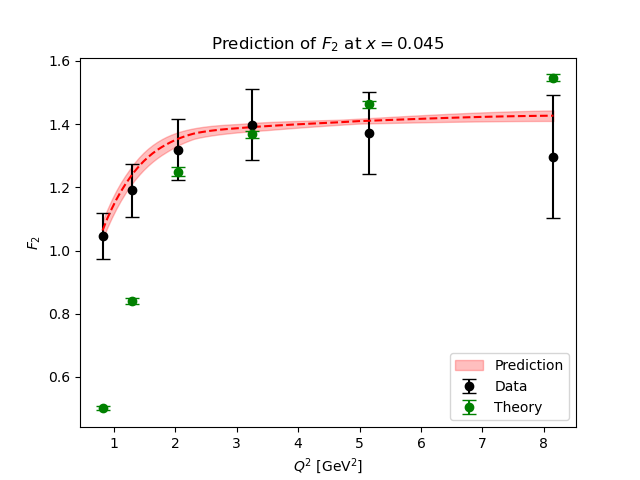 Prediction of F₂ at x = 0.045
1.6
1.4
1.2
1.0
0.8
0.6
F₂
1 2 3 4 5 6 7 8
Q² [GeV²]
Prediction
Data
Theory